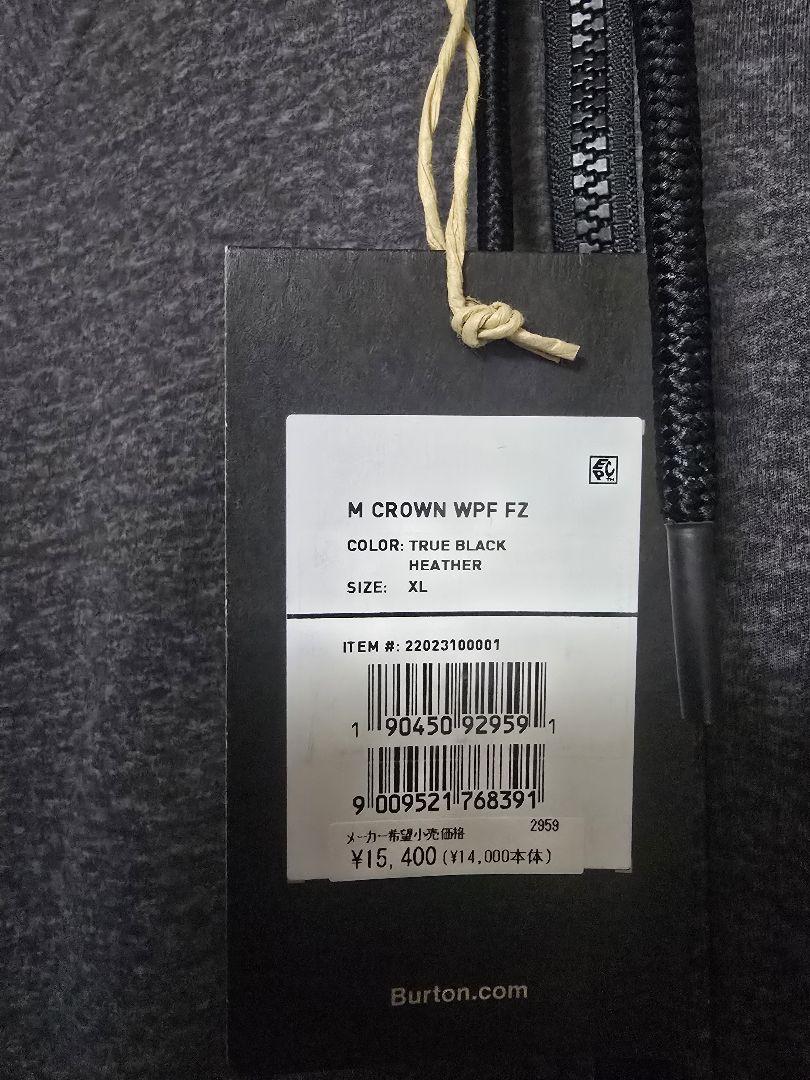 EPC™
M CROWN WPF FZ
COLOR: TRUE BLACK
HEATHER
SIZE: XL
ITEM #: 22023100001
1 90450 92959 1
9 009521 768391
メーカー希望小売価格 2959
¥15,400(¥14,000本体)
Burton.com